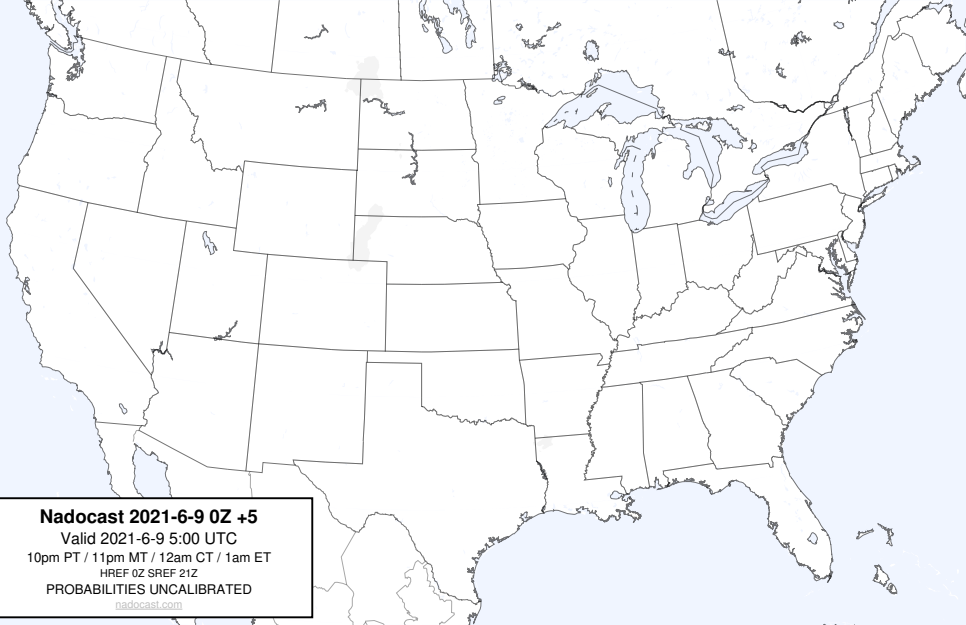 Nadocast 2021-6-9 0Z +5
Valid 2021-6-9 5:00 UTC
10pm PT / 11pm MT / 12am CT / 1am ET
HREF 0Z SREF 21Z
PROBABILITIES UNCALIBRATED
nadocast.com